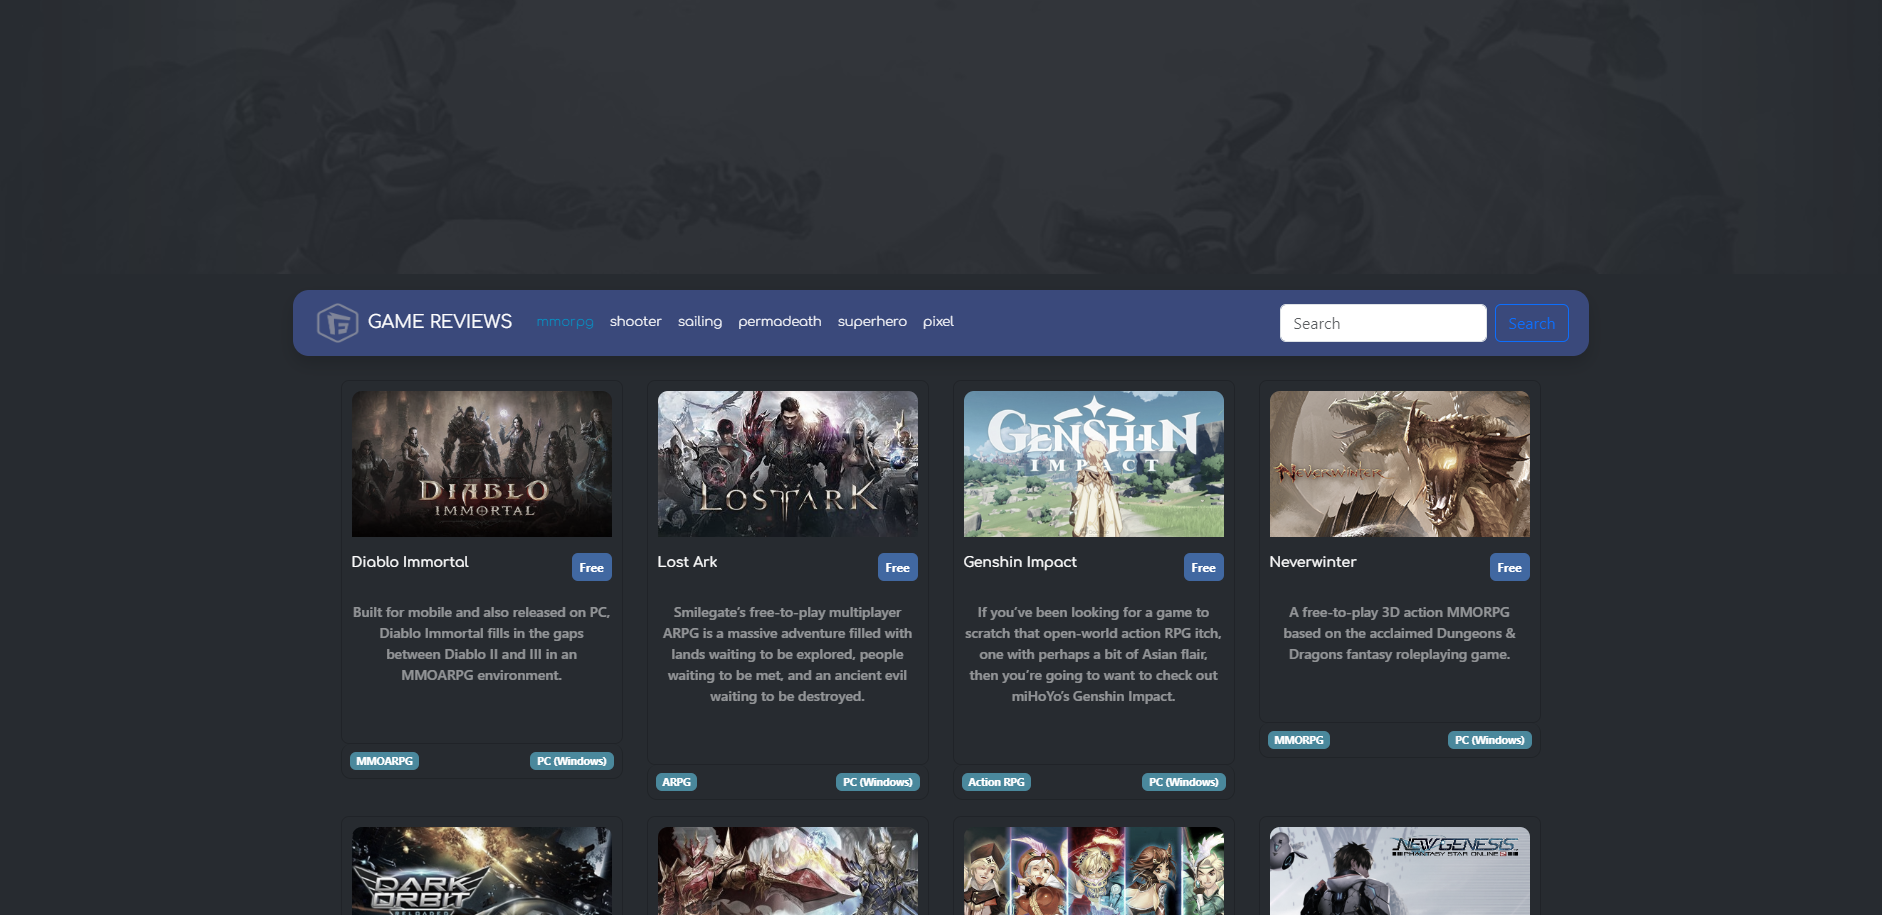 GAME REVIEWS mmorpg shooter sailing permadeath superhero pixel Search Search
DIABLO
IMMORTAL
LOST ARK
GENSHIN
IMPACT
NEVERWINTER
Diablo Immortal Free
Built for mobile and also released on PC,
Diablo Immortal fills in the gaps
between Diablo II and III in an
MMOARPG environment.
MMOARPG PC (Windows)
Lost Ark Free
Smilegate’s free-to-play multiplayer
ARPG is a massive adventure filled with
lands waiting to be explored, people
waiting to be met, and an ancient evil
waiting to be destroyed.
ARPG PC (Windows)
Genshin Impact Free
If you’ve been looking for a game to
scratch that open-world action RPG itch,
one with perhaps a bit of Asian flair,
then you’re going to want to check out
miHoYo’s Genshin Impact.
Action RPG PC (Windows)
Neverwinter Free
A free-to-play 3D action MMORPG
based on the acclaimed Dungeons &
Dragons fantasy roleplaying game.
MMORPG PC (Windows)
DARK
ORBIT
RELOADED
NEW GENESIS
PHANTASY STAR ONLINE 2